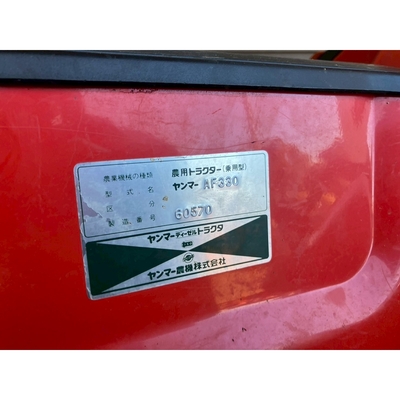 農業機械の種類 農用トラクター(乗用型)
型式名 ヤンマー AF330
区分
製造番号 60570
ヤンマーディーゼルトラクタ
ヤンマー農機株式会社